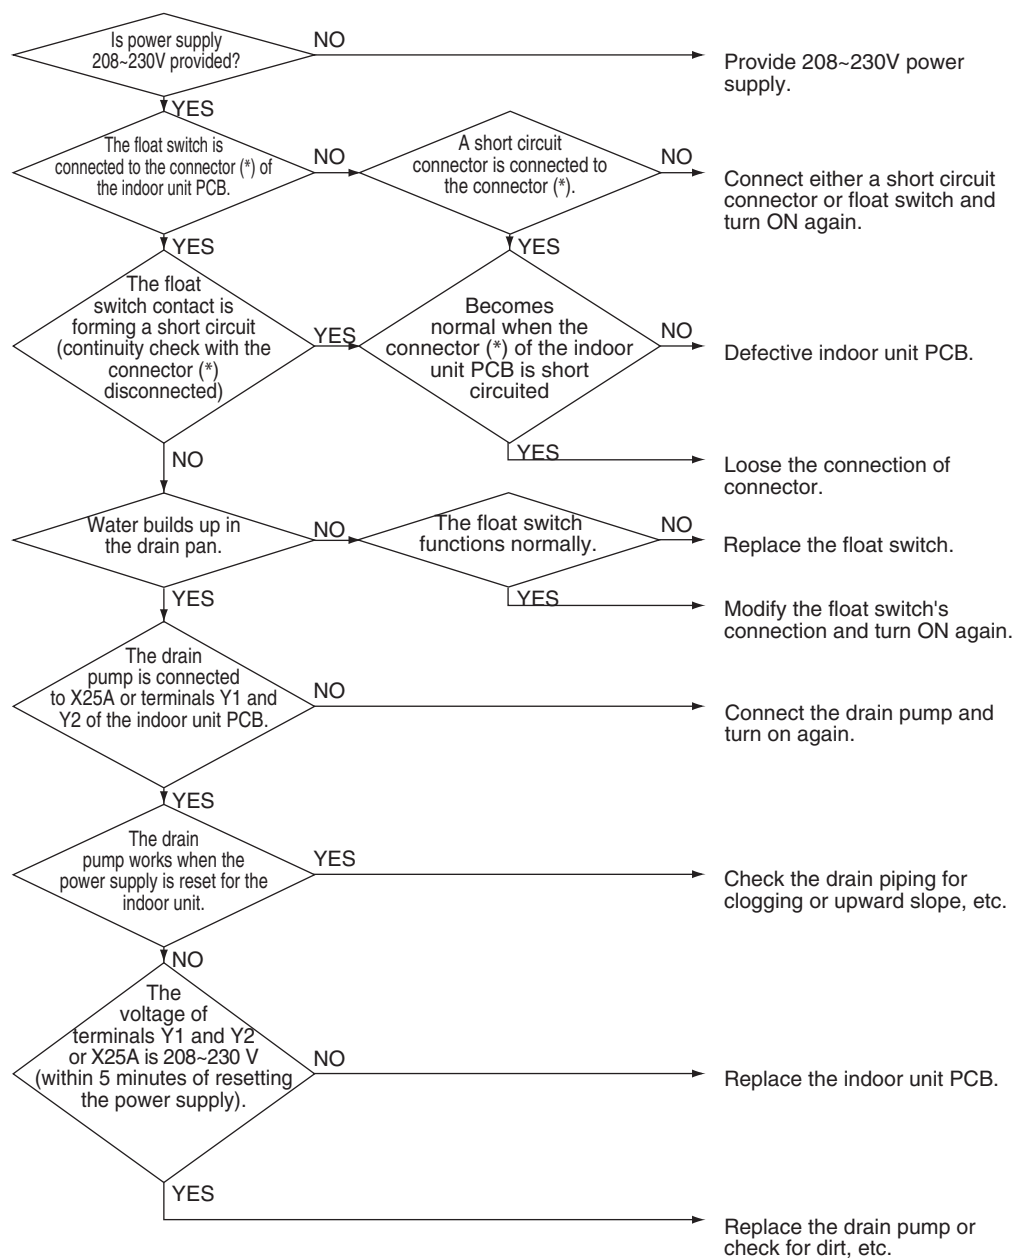 Is power supply
208~230V provided?
NO
Provide 208~230V power
supply.
YES
The float switch is
connected to the connector (*) of
the indoor unit PCB.
NO
A short circuit
connector is connected to
the connector (*).
NO
Connect either a short circuit
connector or float switch and
turn ON again.
YES
YES
The float
switch contact is
forming a short circuit
(continuity check with the
connector (*)
disconnected)
YES
Becomes
normal when the
connector (*) of the indoor
unit PCB is short
circuited
NO
Defective indoor unit PCB.
YES
Loose the connection of
connector.
NO
Water builds up in
the drain pan.
NO
The float switch
functions normally.
NO
Replace the float switch.
YES
Modify the float switch's
connection and turn ON again.
YES
The drain
pump is connected
to X25A or terminals Y1 and
Y2 of the indoor unit PCB.
NO
Connect the drain pump and
turn on again.
YES
The drain
pump works when the
power supply is reset for the
indoor unit.
YES
Check the drain piping for
clogging or upward slope, etc.
NO
The
voltage of
terminals Y1 and Y2
or X25A is 208~230 V
(within 5 minutes of resetting
the power supply).
NO
Replace the indoor unit PCB.
YES
Replace the drain pump or
check for dirt, etc.